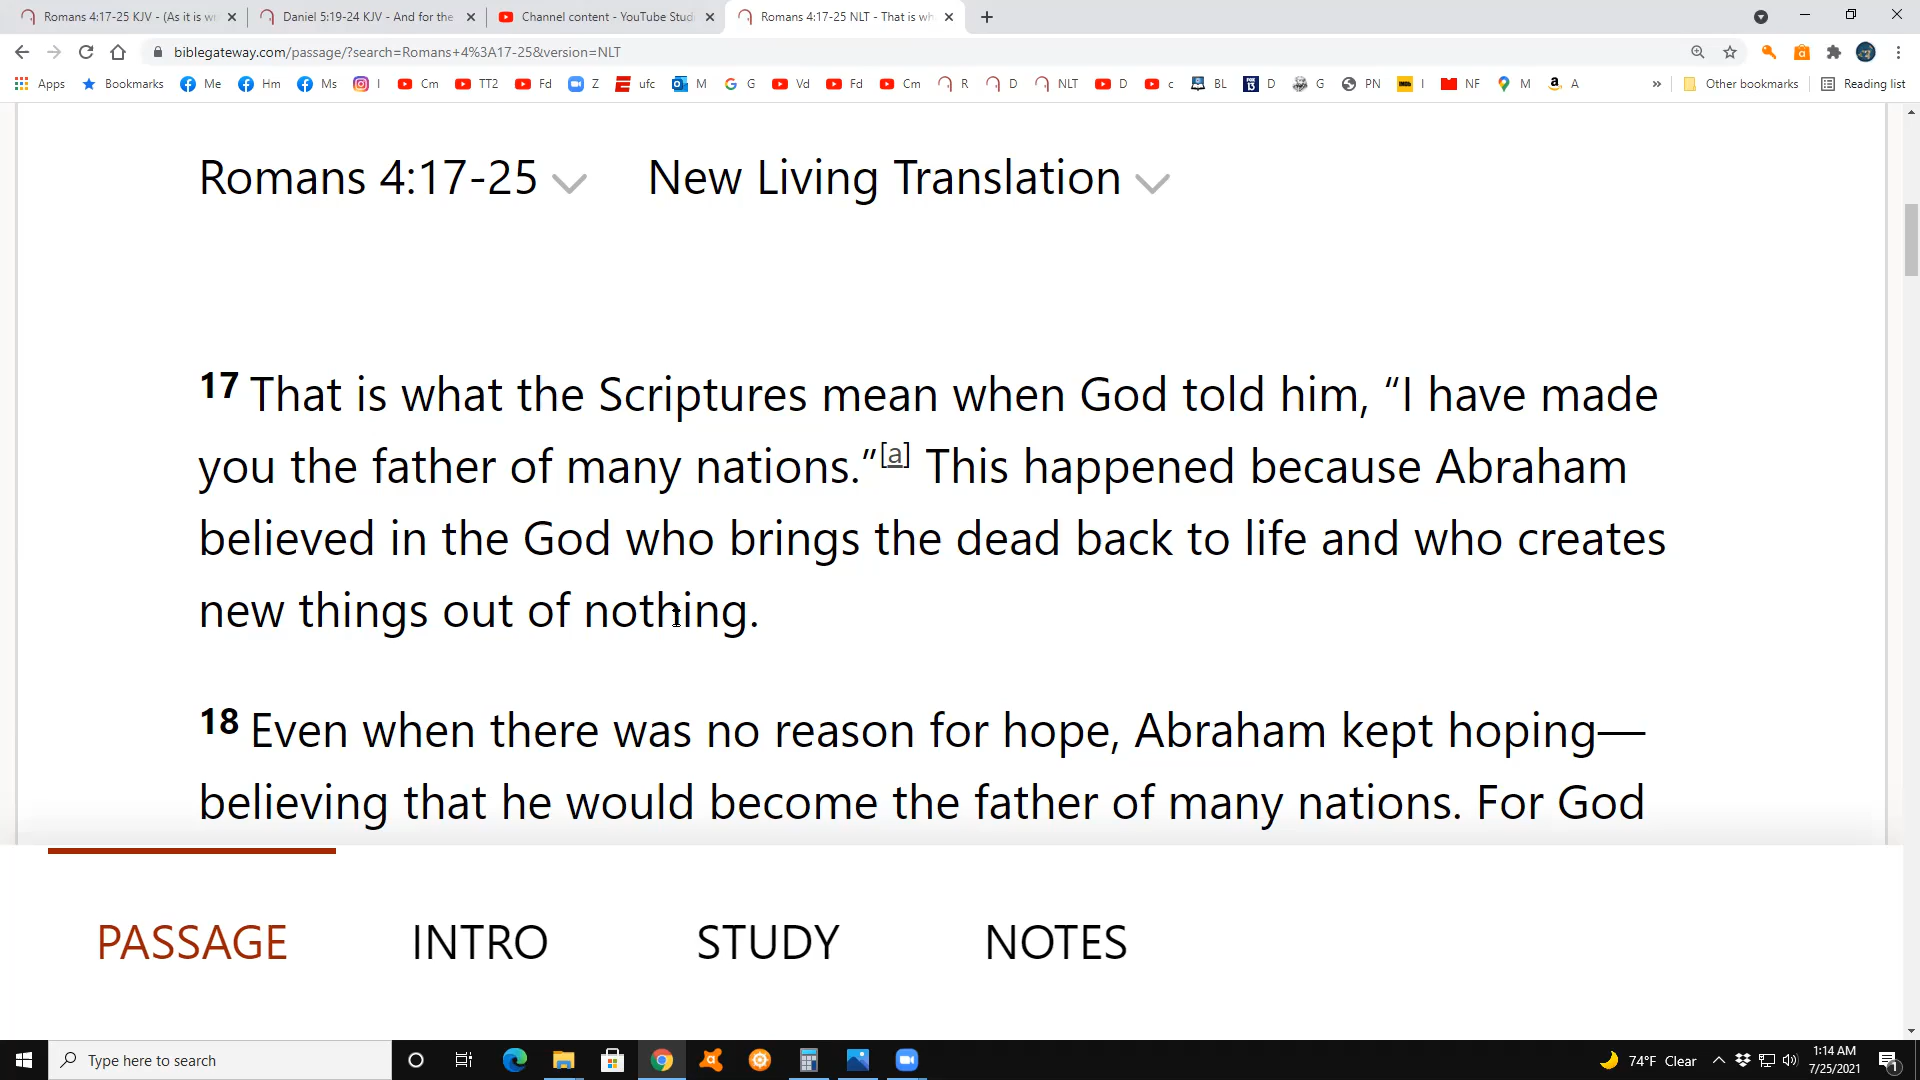 Romans 4:17-25 KJV - (As it is wr
Daniel 5:19-24 KJV - And for the
Channel content - YouTube Stud
Romans 4:17-25 NLT - That is wh
biblegateway.com/passage/?search=Romans+4%3A17-25&version=NLT
Apps Bookmarks Me Hm Ms I Cm TT2 Fd Z ufc M G Vd Fd Cm R D NLT D c BL D G PN I NF M A » Other bookmarks Reading list
Romans 4:17-25 New Living Translation
17 That is what the Scriptures mean when God told him, “I have made
you the father of many nations.”[a] This happened because Abraham
believed in the God who brings the dead back to life and who creates
new things out of nothing.
18 Even when there was no reason for hope, Abraham kept hoping—
believing that he would become the father of many nations. For God
PASSAGE INTRO STUDY NOTES
Type here to search
74°F Clear
1:14 AM
7/25/2021
1